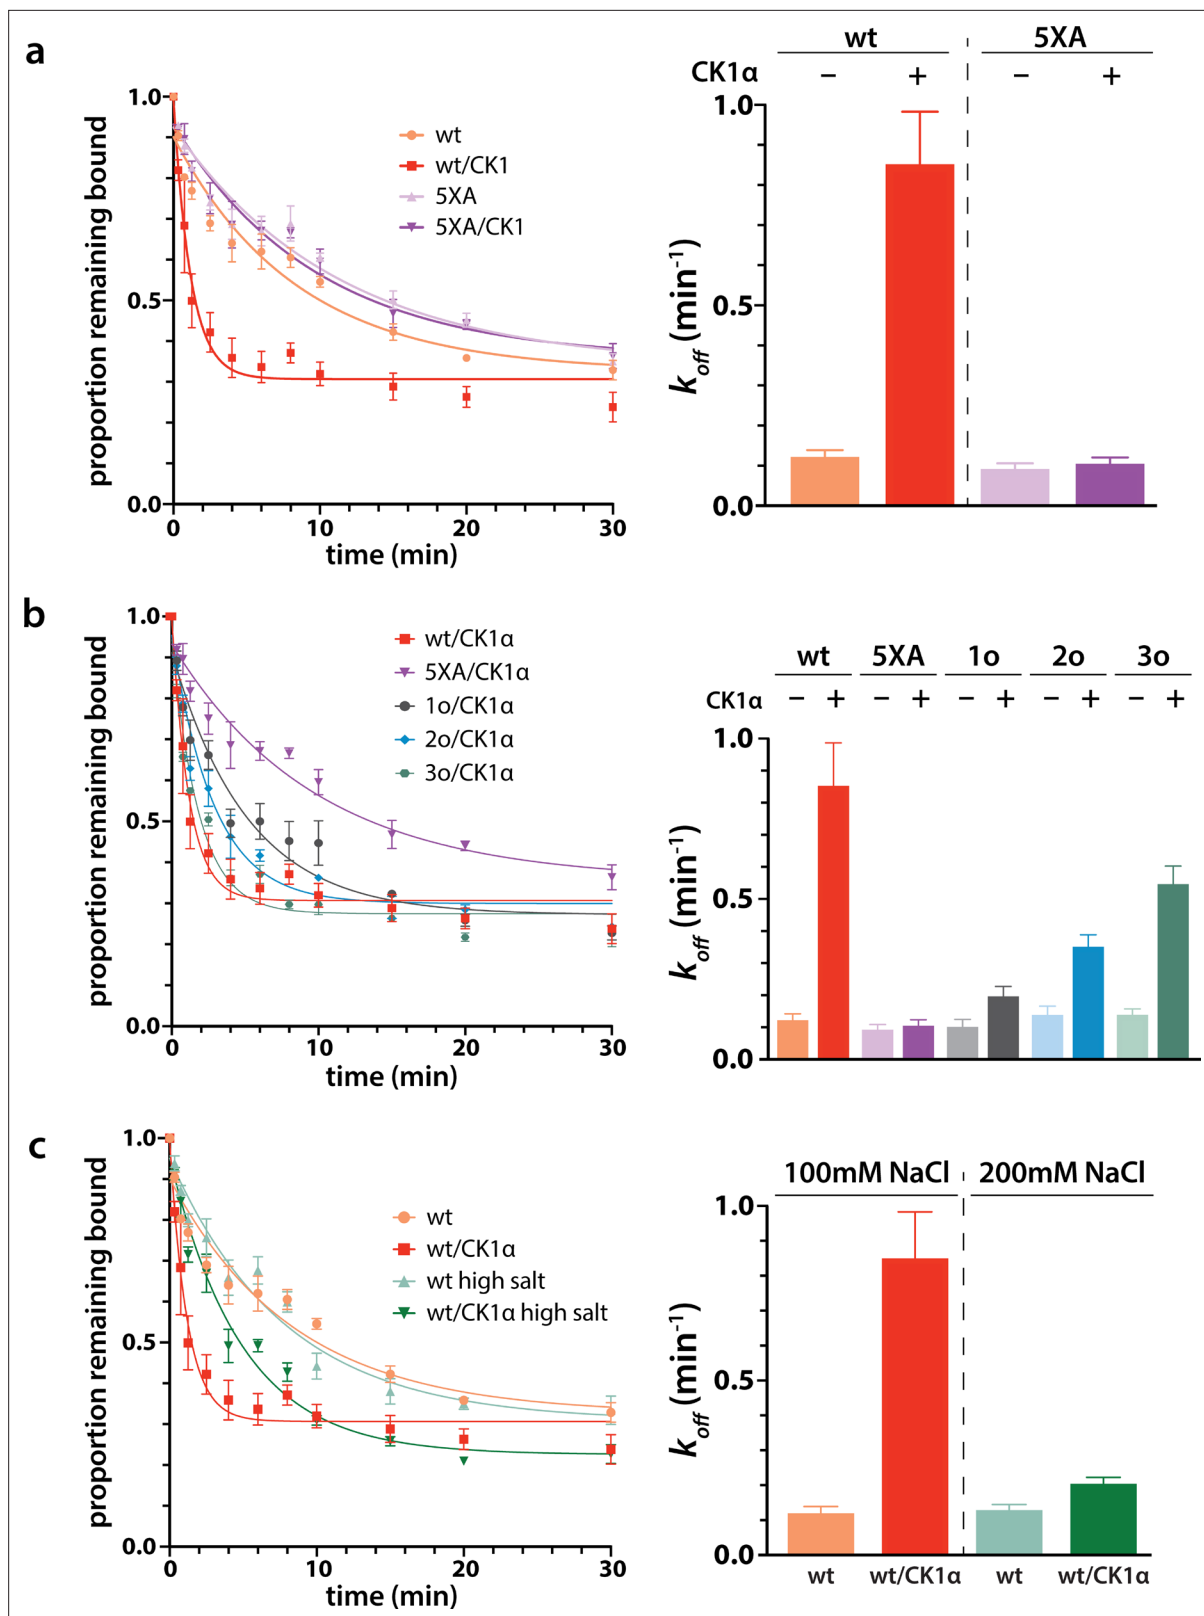 a
wt 5XA
CK1α − + − +
proportion remaining bound
1.0
0.5
0.0
0 10 20 30
time (min)
wt
wt/CK1
5XA
5XA/CK1
koff (min-1)
1.0
0.5
0.0
b
wt 5XA 1o 2o 3o
CK1α − + − + − + − + − +
proportion remaining bound
1.0
0.5
0.0
0 10 20 30
time (min)
wt/CK1α
5XA/CK1α
1o/CK1α
2o/CK1α
3o/CK1α
koff (min-1)
1.0
0.5
0.0
c
100mM NaCl 200mM NaCl
proportion remaining bound
1.0
0.5
0.0
0 10 20 30
time (min)
wt
wt/CK1α
wt high salt
wt/CK1α high salt
koff (min-1)
1.0
0.5
0.0
wt wt/CK1α wt wt/CK1α